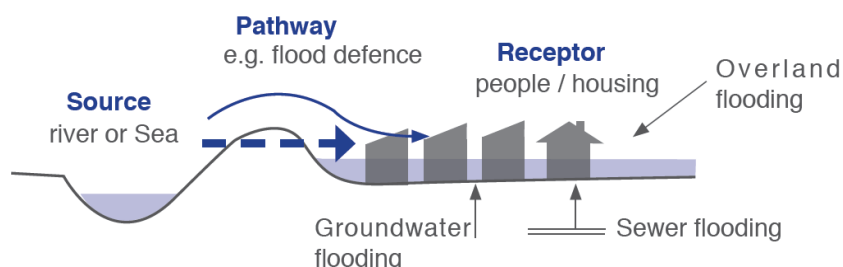 Pathway
e.g. flood defence
Receptor
people / housing
Overland
flooding
Source
river or Sea
Groundwater
flooding
Sewer flooding